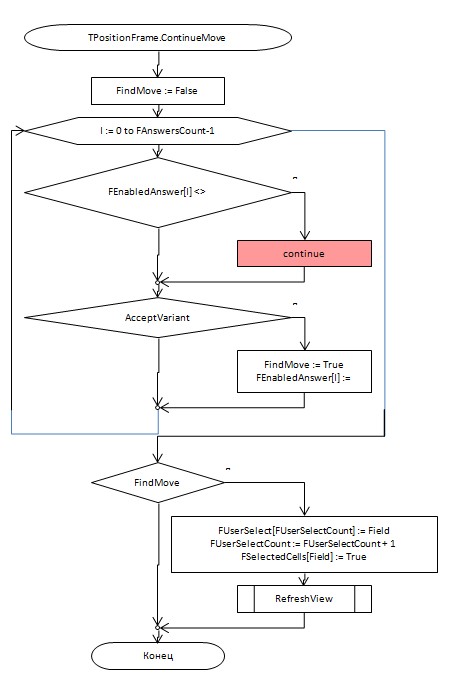 TPositionFrame.ContinueMove
FindMove := False
I := 0 to FAnswersCount-1
FEnabledAnswer[I] <>
continue
AcceptVariant
FindMove := True
FEnabledAnswer[I] :=
FindMove
FUserSelect[FUserSelectCount] := Field
FUserSelectCount := FUserSelectCount + 1
FSelectedCells[Field] := True
RefreshView
Конец